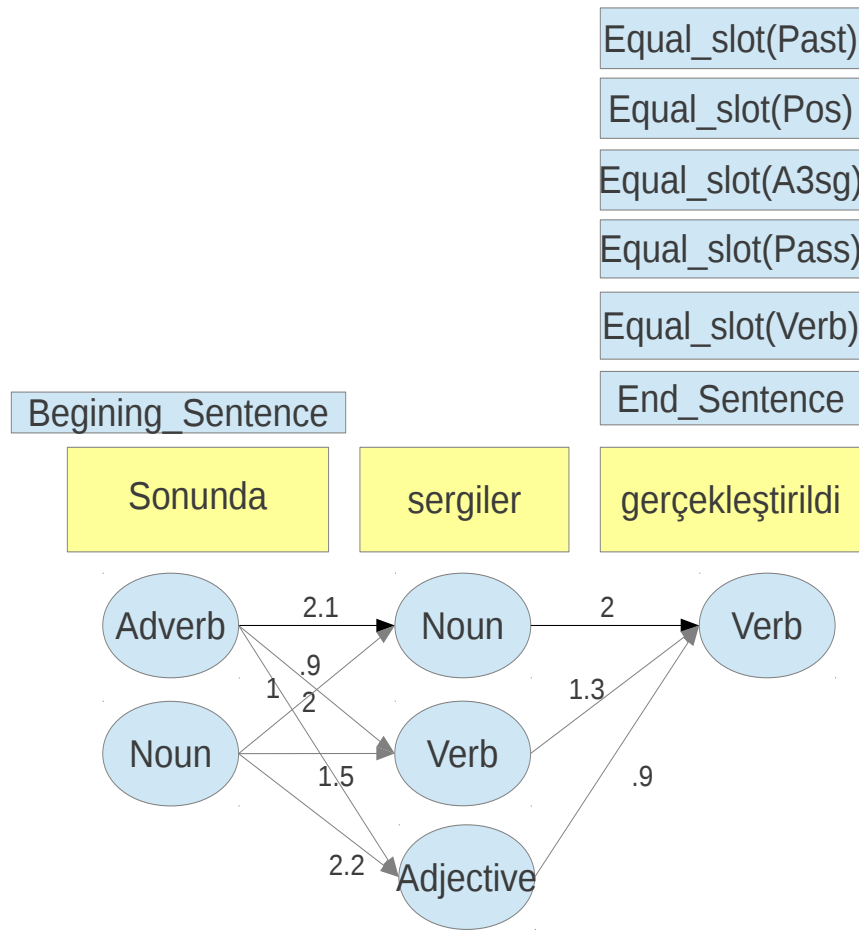 Equal_slot(Past)
Equal_slot(Pos)
Equal_slot(A3sg)
Equal_slot(Pass)
Equal_slot(Verb)
Begining_Sentence
End_Sentence
Sonunda
sergiler
gerçekleştirildi
Adverb
2.1
Noun
2
Verb
.9
1
2
1.3
Noun
Verb
1.5
.9
2.2
Adjective